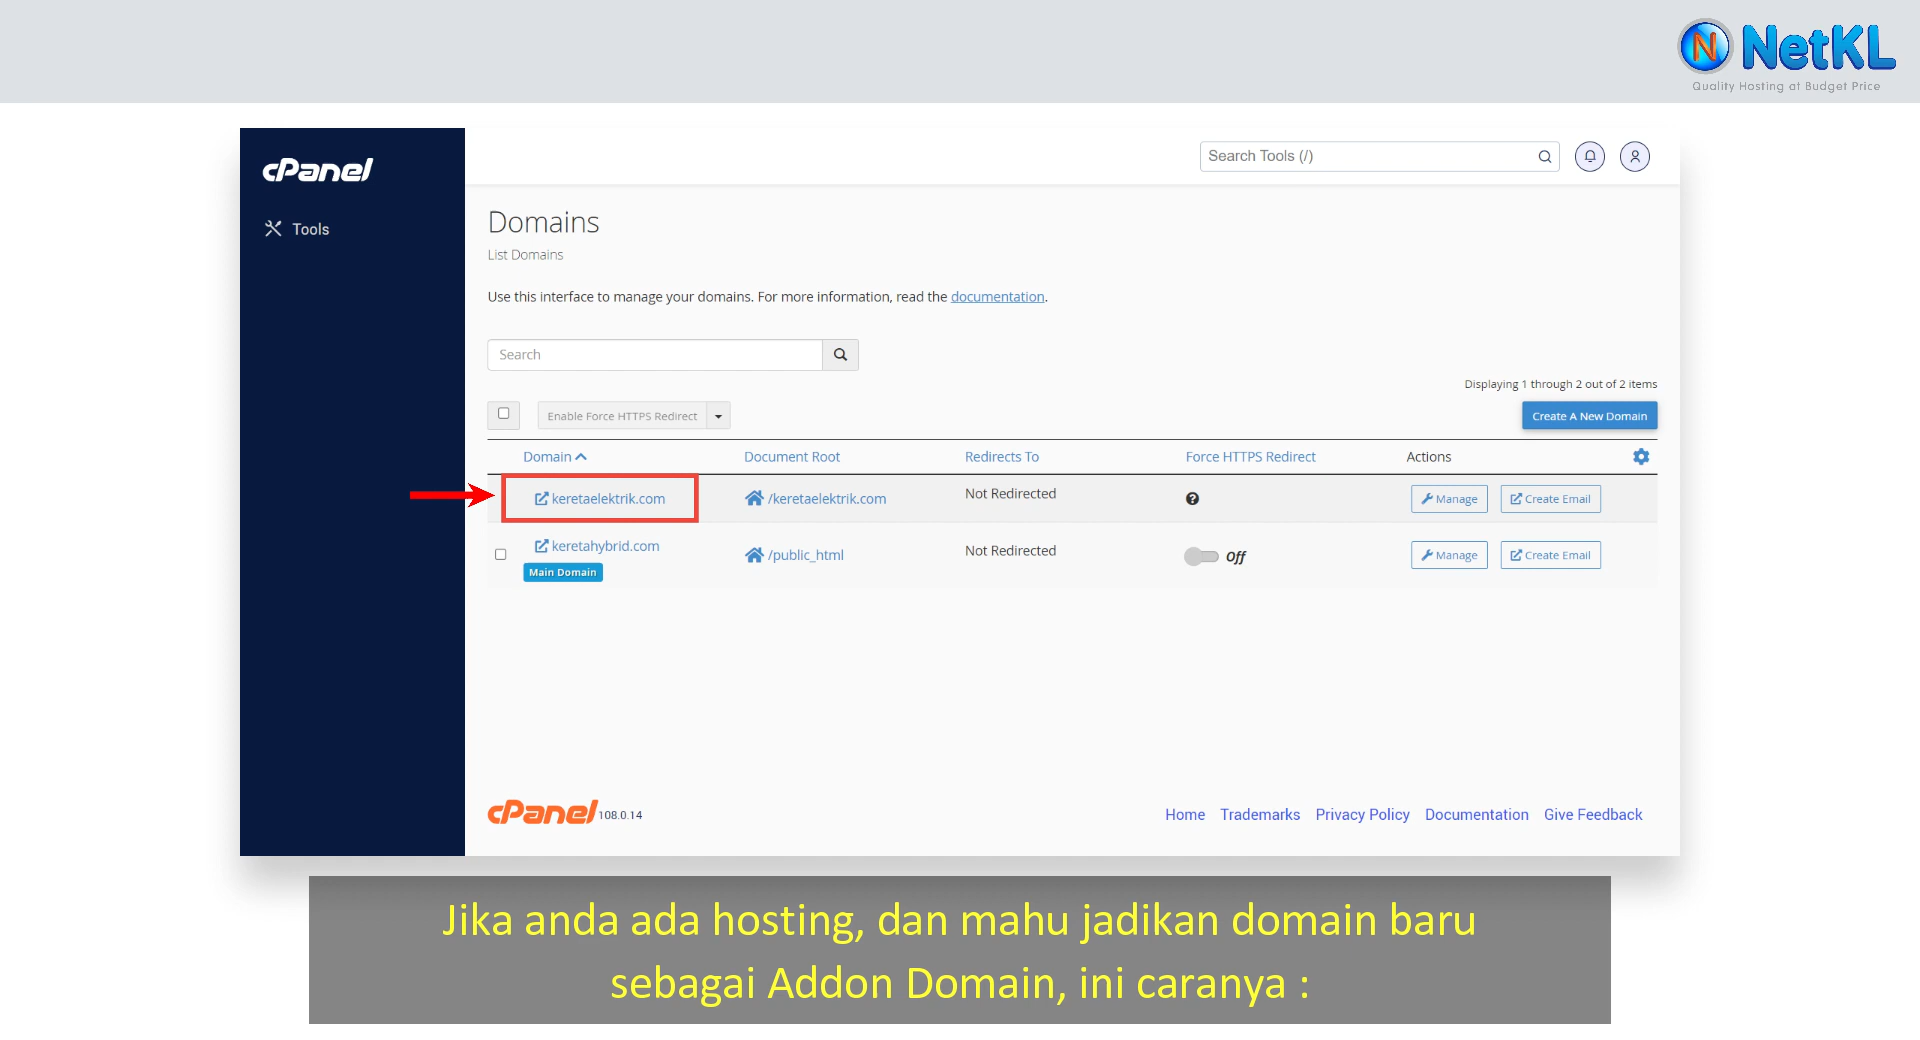 NetKL
Quality Hosting at Budget Price
cPanel
Search Tools (/)
Tools
Domains
List Domains
Use this interface to manage your domains. For more information, read the documentation.
Search
Displaying 1 through 2 out of 2 items
Enable Force HTTPS Redirect
Create A New Domain
Domain Document Root Redirects To Force HTTPS Redirect Actions
keretaelektrik.com /keretaelektrik.com Not Redirected Manage Create Email
keretahybrid.com /public_html Not Redirected Off Manage Create Email
Main Domain
cPanel 108.0.14 Home Trademarks Privacy Policy Documentation Give Feedback
Jika anda ada hosting, dan mahu jadikan domain baru
sebagai Addon Domain, ini caranya :